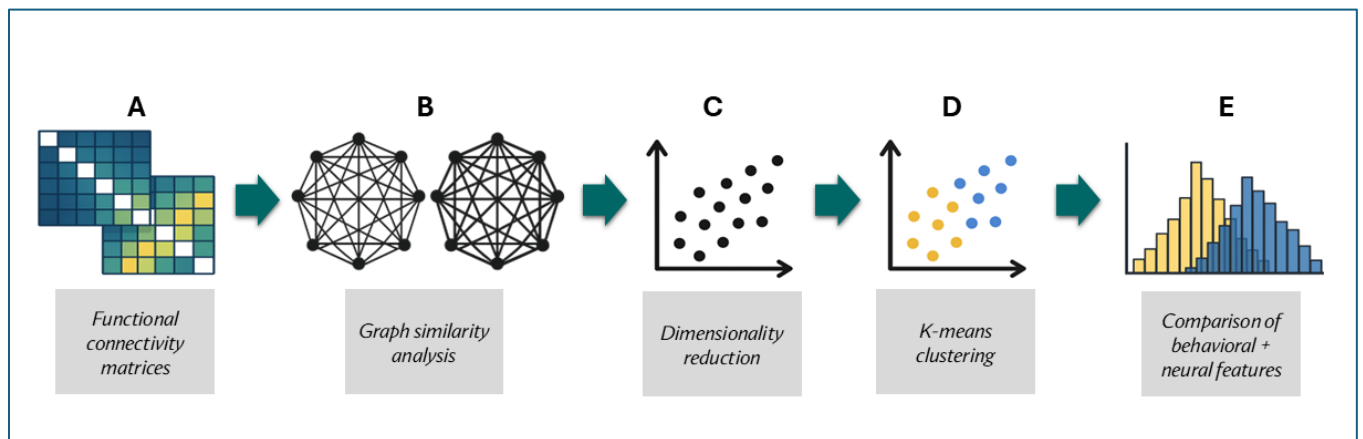 A
B
C
D
E
Functional
connectivity
matrices
Graph similarity
analysis
Dimensionality
reduction
K-means
clustering
Comparison of
behavioral +
neural features